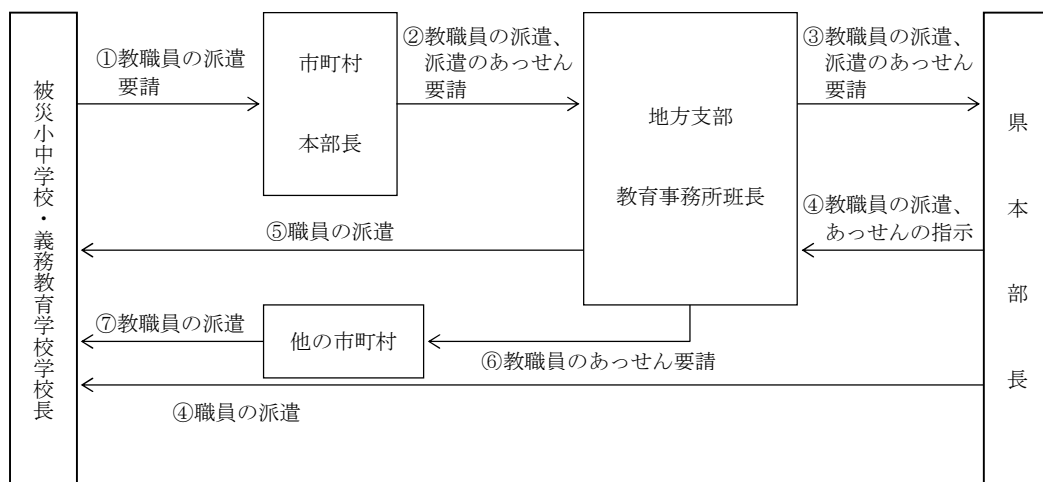 被災小中学校・義務教育学校学校長
①教職員の派遣
要請
市町村
本部長
②教職員の派遣、
派遣のあっせん
要請
地方支部
教育事務所班長
③教職員の派遣、
派遣のあっせん
要請
④教職員の派遣、
あっせんの指示
県本部長
⑤職員の派遣
⑦教職員の派遣
他の市町村
⑥教職員のあっせん要請
④職員の派遣